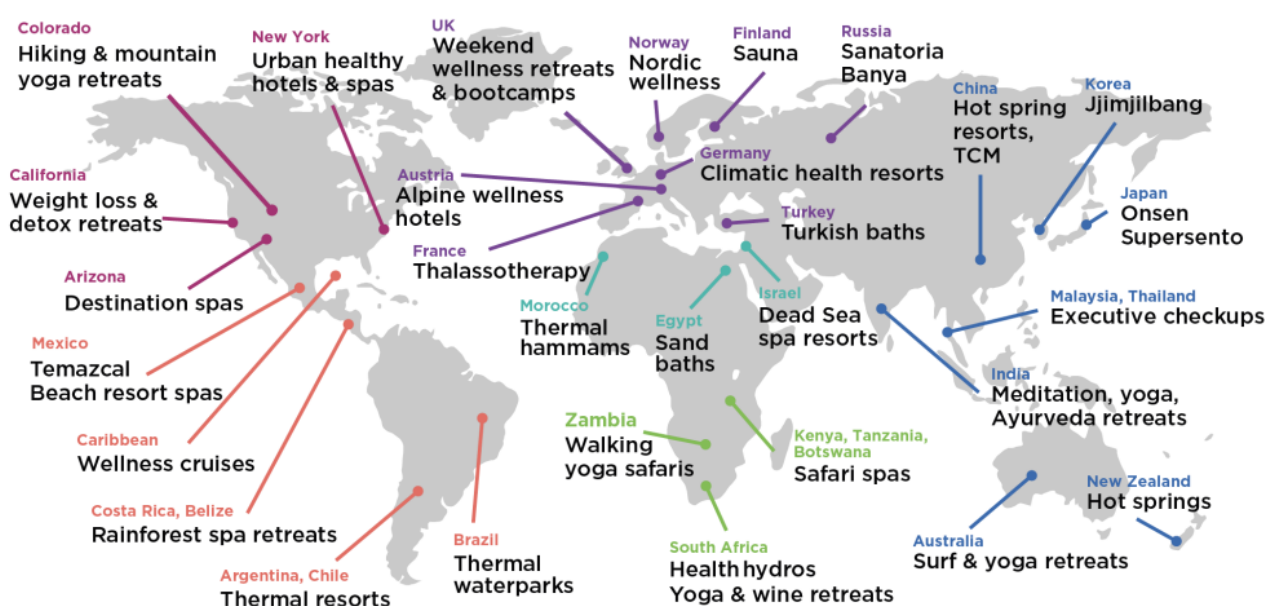 Colorado
Hiking & mountain
yoga retreats
New York
Urban healthy
hotels & spas
UK
Weekend
wellness retreats
& bootcamps
Norway
Nordic
wellness
Finland
Sauna
Russia
Sanatoria
Banya
China
Hot spring
resorts,
TCM
Korea
Jjimjilbang
California
Weight loss &
detox retreats
Austria
Alpine wellness
hotels
Germany
Climatic health resorts
Japan
Onsen
Supersento
Turkey
Turkish baths
France
Thalassotherapy
Arizona
Destination spas
Morocco
Thermal
hammams
Egypt
Sand
baths
Israel
Dead Sea
spa resorts
Malaysia, Thailand
Executive checkups
Mexico
Temazcal
Beach resort spas
India
Meditation, yoga,
Ayurveda retreats
Caribbean
Wellness cruises
Zambia
Walking
yoga safaris
Kenya, Tanzania,
Botswana
Safari spas
New Zealand
Hot springs
Costa Rica, Belize
Rainforest spa retreats
Brazil
Thermal
waterparks
South Africa
Health hydros
Yoga & wine retreats
Australia
Surf & yoga retreats
Argentina, Chile
Thermal resorts